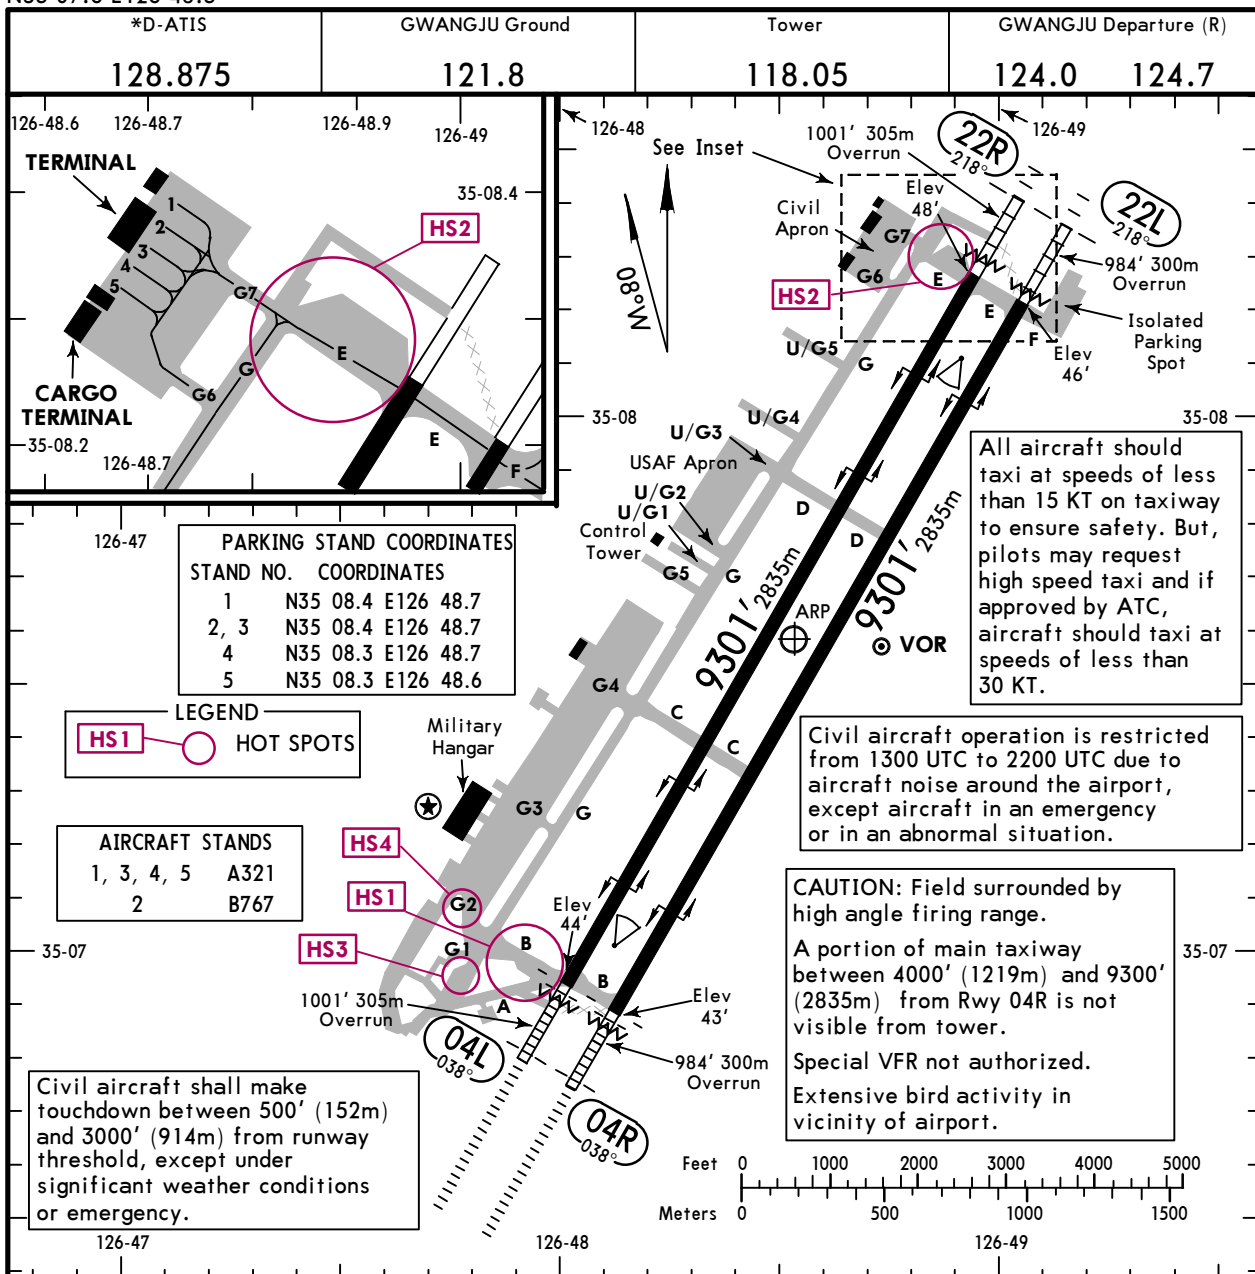 *D-ATIS
128.875
GWANGJU Ground
121.8
Tower
118.05
GWANGJU Departure (R)
124.0 124.7
126-48.6
126-48.7
126-48.9
126-49
TERMINAL
1
2
3
4
5
HS2
35-08.4
G7
E
G
G6
CARGO
TERMINAL
35-08.2
126-48.7
E
F
126-48
126-49
See Inset
1001' 305m
Overrun
22R
218°
22L
218°
Elev
48'
Civil
Apron
G7
G6
HS2
E
E
F
984' 300m
Overrun
Isolated
Parking
Spot
Elev
46'
08°W
U/G5
G
U/G4
U/G3
USAF Apron
U/G2
U/G1
Control
Tower
G5
G
D
D
35-08
35-08
All aircraft should
taxi at speeds of less
than 15 KT on taxiway
to ensure safety. But,
pilots may request
high speed taxi and if
approved by ATC,
aircraft should taxi at
speeds of less than
30 KT.
126-47
PARKING STAND COORDINATES
STAND NO. COORDINATES
1 N35 08.4 E126 48.7
2, 3 N35 08.4 E126 48.7
4 N35 08.3 E126 48.7
5 N35 08.3 E126 48.6
9301' 2835m
9301' 2835m
ARP
VOR
LEGEND
HS1 HOT SPOTS
G4
C
C
Military
Hangar
Civil aircraft operation is restricted
from 1300 UTC to 2200 UTC due to
aircraft noise around the airport,
except aircraft in an emergency
or in an abnormal situation.
AIRCRAFT STANDS
1, 3, 4, 5 A321
2 B767
G3
G
HS4
HS1
HS3
G2
G1
B
B
A
Elev
44'
Elev
43'
35-07
35-07
1001' 305m
Overrun
04L
038°
04R
038°
984' 300m
Overrun
CAUTION: Field surrounded by
high angle firing range.
A portion of main taxiway
between 4000' (1219m) and 9300'
(2835m) from Rwy 04R is not
visible from tower.
Special VFR not authorized.
Extensive bird activity in
vicinity of airport.
Civil aircraft shall make
touchdown between 500' (152m)
and 3000' (914m) from runway
threshold, except under
significant weather conditions
or emergency.
Feet 0 1000 2000 3000 4000 5000
Meters 0 500 1000 1500
126-47
126-48
126-49